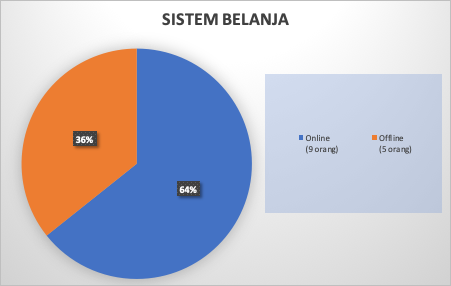 SISTEM BELANJA
36%
64%
Online
(9 orang)
Offline
(5 orang)